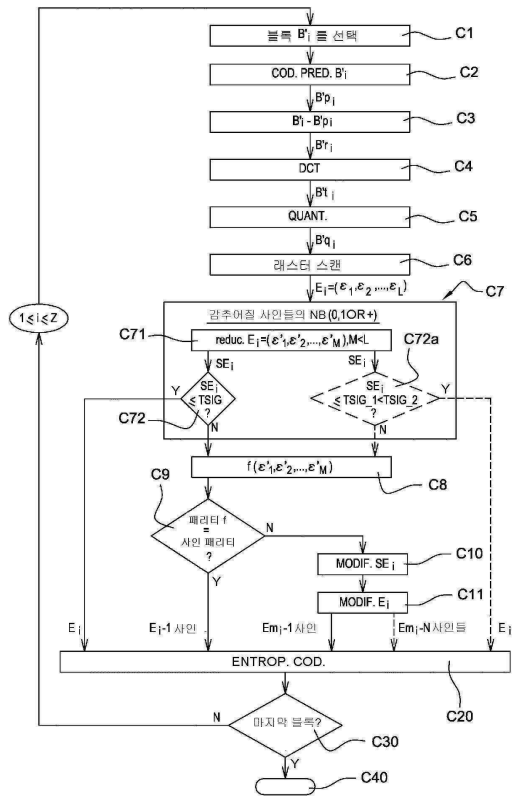 블록 B'i 를 선택
C1
COD. PRED. B'i
C2
B'pi
B'i - B'pi
C3
B'ri
DCT
C4
B'ti
QUANT.
C5
B'qi
래스터 스캔
C6
Ei=(ε1,ε2,...,εL)
C7
1≤i≤Z
감추어질 사인들의 NB(0,1OR+)
C71
reduc. Ei=(ε'1,ε'2,...,ε'M),M<L
C72a
SEi
SEi
Y
SEi
≤ TSIG
?
C72
N
SEi
≤ TSIG_1<TSIG_2
?
Y
N
f(ε'1,ε'2,...,ε'M)
C8
C9
패리티 f
=
사인 패리티
?
N
Y
MODIF. SEi
C10
MODIF. Ei
C11
Ei
Ei-1 사인
Emi-1사인
Emi-N 사인들
Ei
ENTROP. COD.
C20
N
마지막 블록?
C30
Y
C40